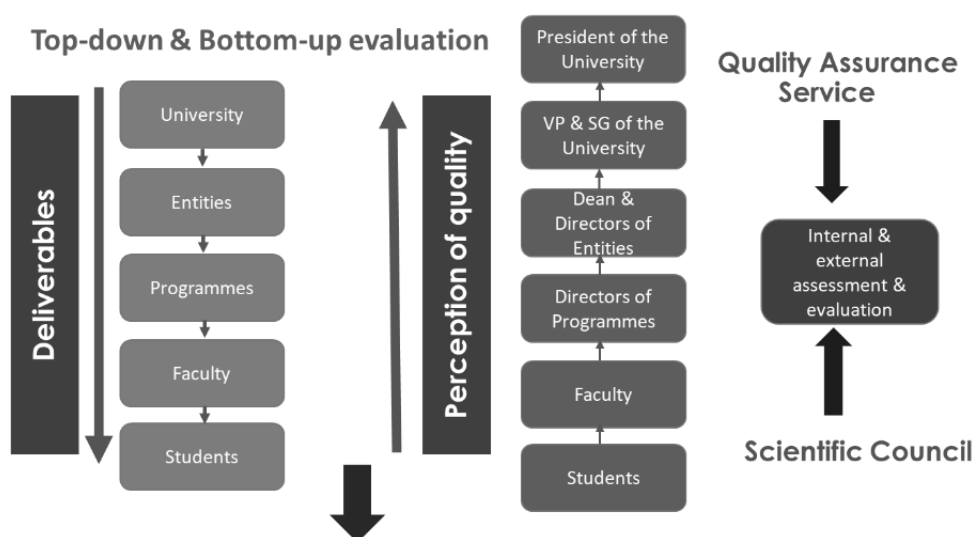 Top-down & Bottom-up evaluation
Deliverables
University
Entities
Programmes
Faculty
Students
Perception of quality
President of the
University
VP & SG of the
University
Dean &
Directors of
Entities
Directors of
Programmes
Faculty
Students
Quality Assurance
Service
Internal &
external
assessment &
evaluation
Scientific Council